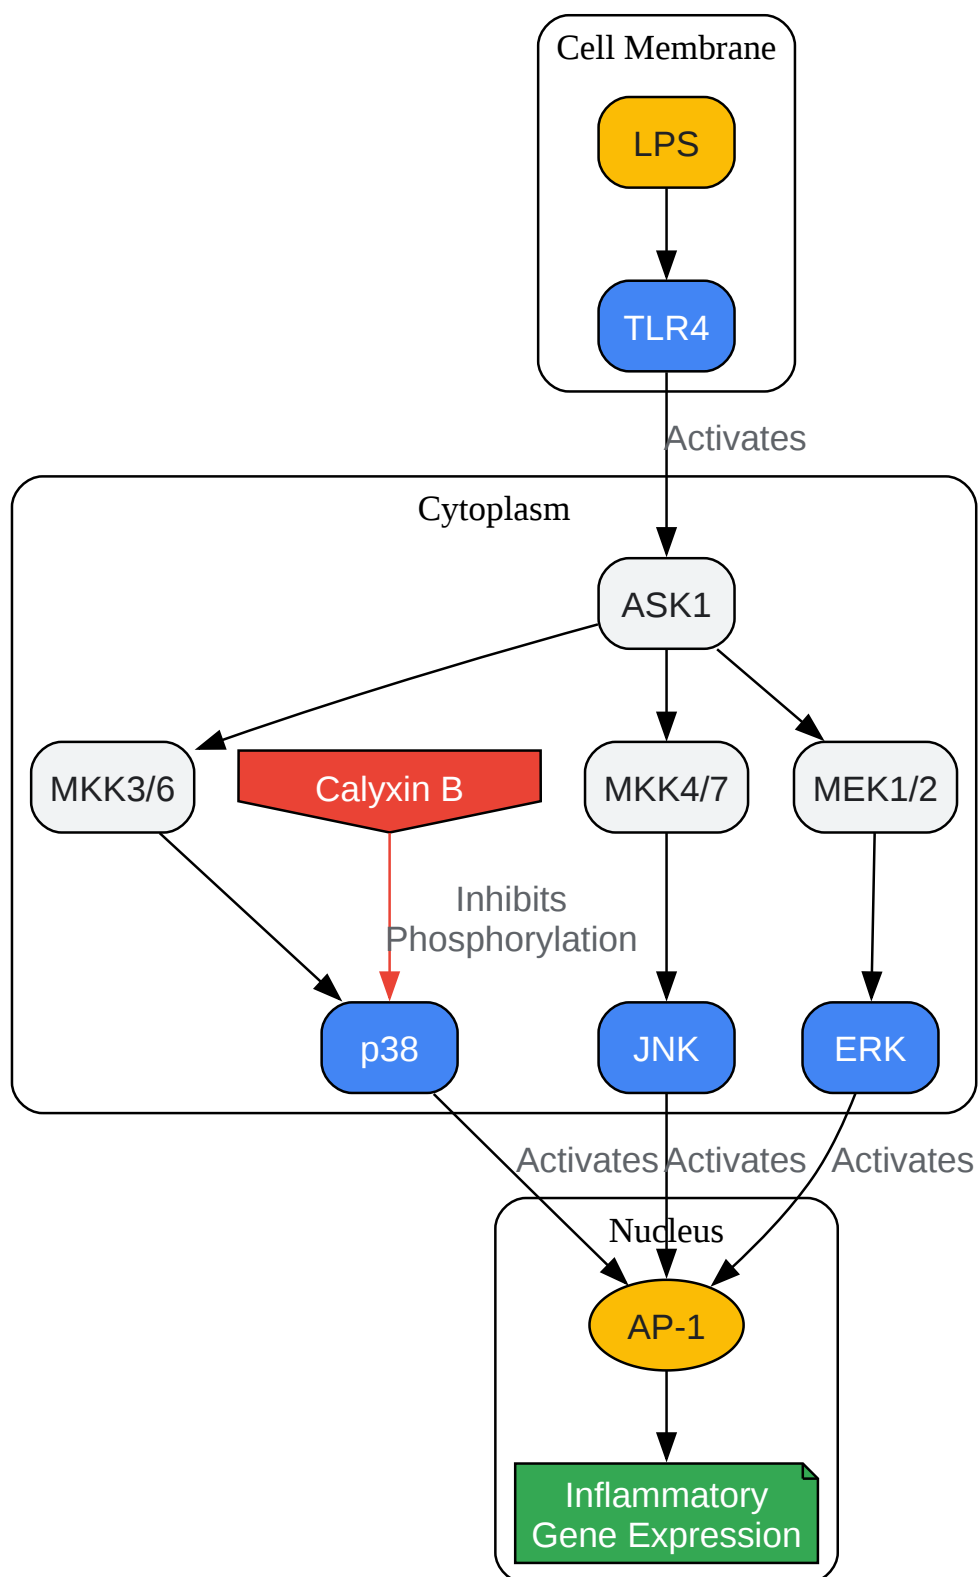 Cell Membrane
LPS
TLR4
Activates
Cytoplasm
ASK1
MKK3/6
Calyxin B
MKK4/7
MEK1/2
Inhibits
Phosphorylation
p38
JNK
ERK
Activates
Activates
Activates
Nucleus
AP-1
Inflammatory
Gene Expression